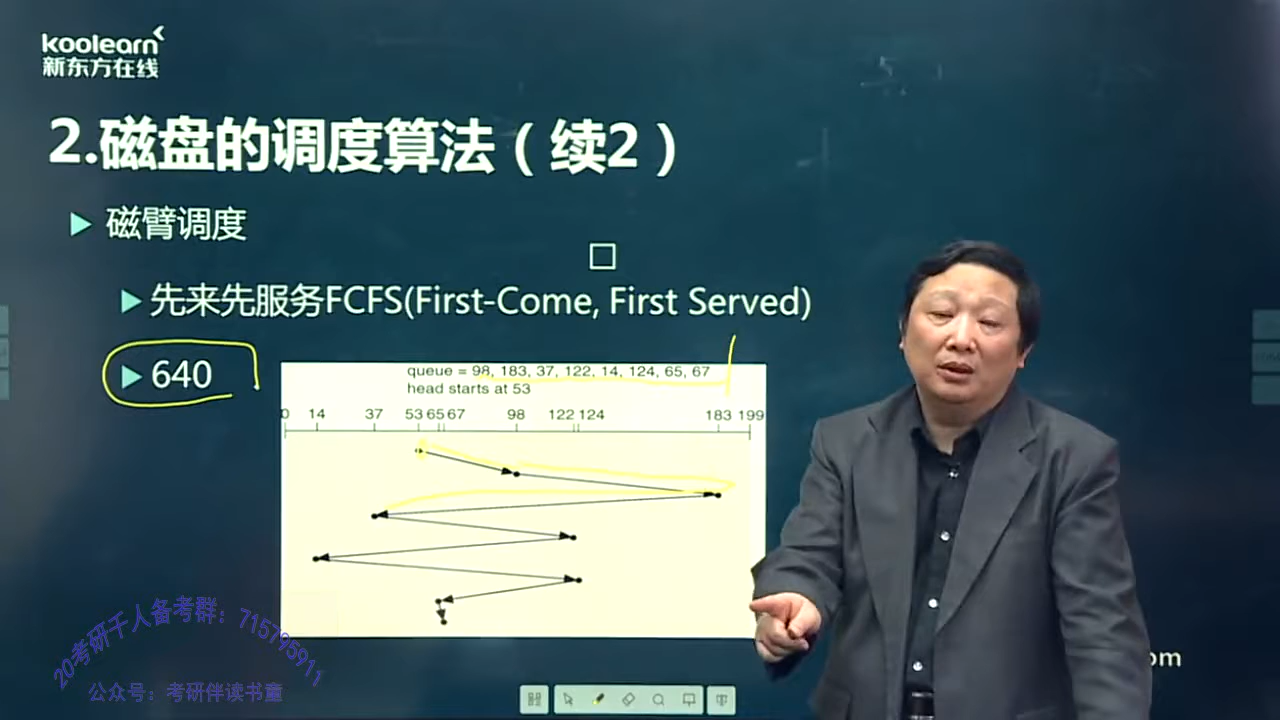 koolearn
新东方在线
2.磁盘的调度算法（续2）
磁臂调度
先来先服务FCFS(First-Come, First Served)
640
queue = 98, 183, 37, 122, 14, 124, 65, 67
head starts at 53
0 14 37 53 65 67 98 122 124 183 199
20考研千人备考群：715795911
公众号：考研伴读书童
om